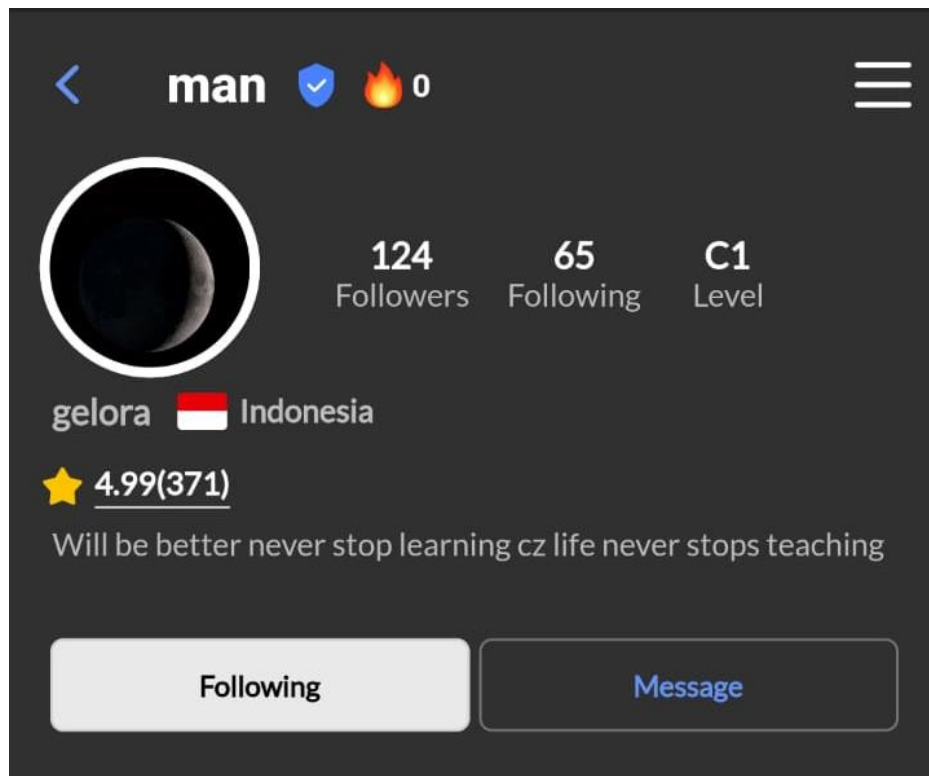 man 0
124 65 C1
Followers Following Level
gelora Indonesia
4.99(371)
Will be better never stop learning cz life never stops teaching
Following Message